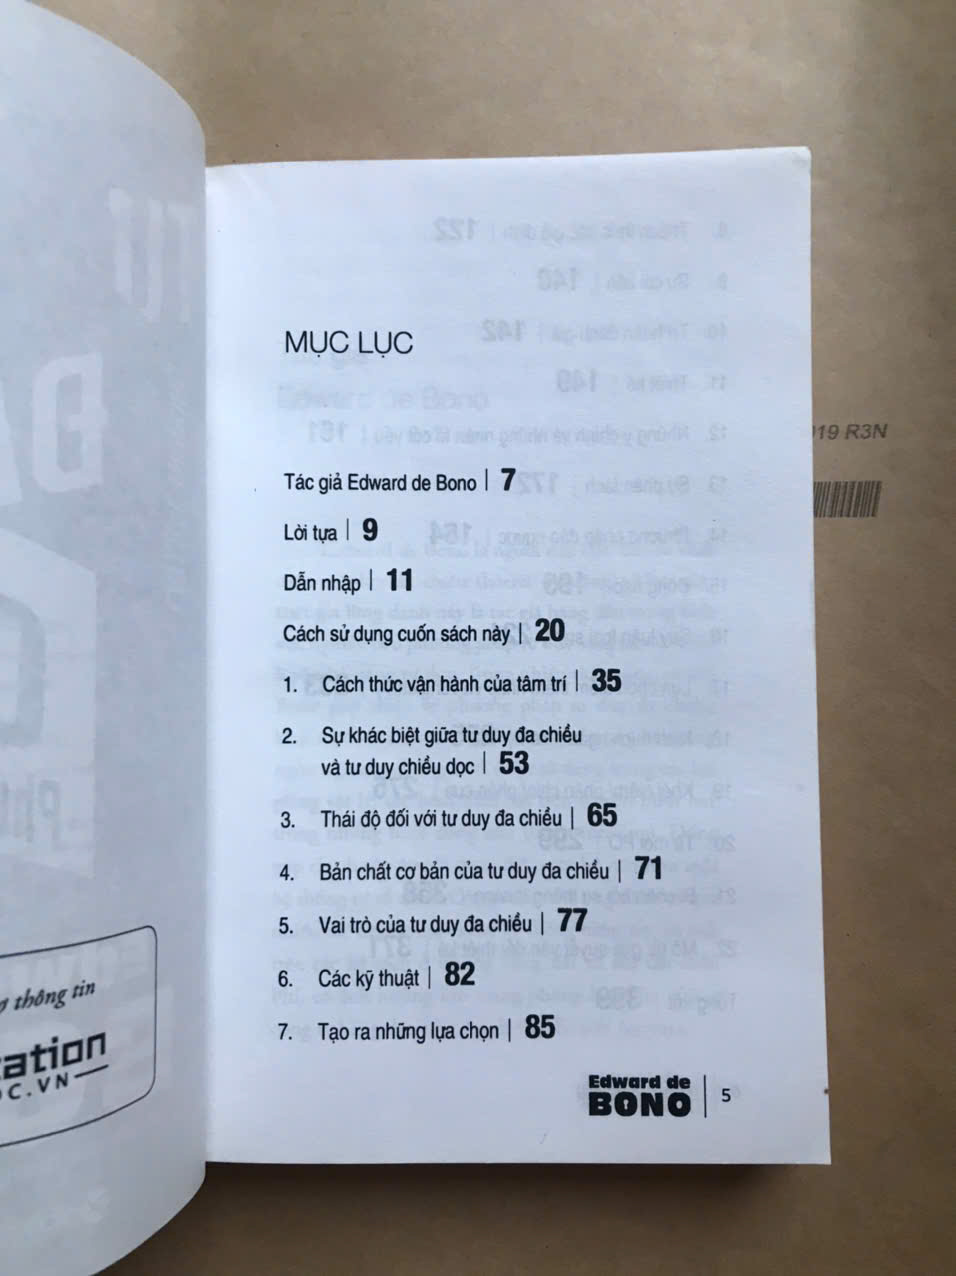 MỤC LỤC
Tác giả Edward de Bono | 7
Lời tựa | 9
Dẫn nhập | 11
Cách sử dụng cuốn sách này | 20
1. Cách thức vận hành của tâm trí | 35
2. Sự khác biệt giữa tư duy đa chiều
và tư duy chiều dọc | 53
3. Thái độ đối với tư duy đa chiều | 65
4. Bản chất cơ bản của tư duy đa chiều | 71
5. Vai trò của tư duy đa chiều | 77
6. Các kỹ thuật | 82
7. Tạo ra những lựa chọn | 85
Edward de
BONO | 5
thông tin
019 R3N